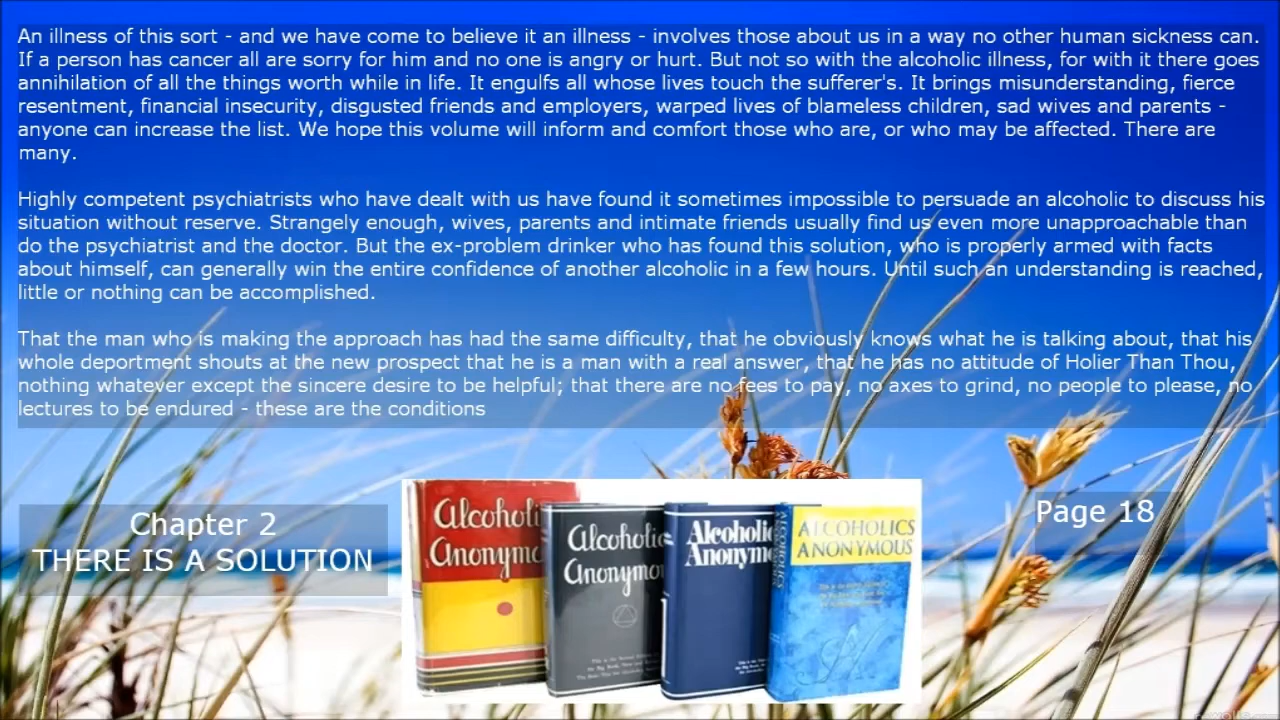 An illness of this sort - and we have come to believe it an illness - involves those about us in a way no other human sickness can.
If a person has cancer all are sorry for him and no one is angry or hurt. But not so with the alcoholic illness, for with it there goes
annihilation of all the things worth while in life. It engulfs all whose lives touch the sufferer's. It brings misunderstanding, fierce
resentment, financial insecurity, disgusted friends and employers, warped lives of blameless children, sad wives and parents -
anyone can increase the list. We hope this volume will inform and comfort those who are, or who may be affected. There are
many.
Highly competent psychiatrists who have dealt with us have found it sometimes impossible to persuade an alcoholic to discuss his
situation without reserve. Strangely enough, wives, parents and intimate friends usually find us even more unapproachable than
do the psychiatrist and the doctor. But the ex-problem drinker who has found this solution, who is properly armed with facts
about himself, can generally win the entire confidence of another alcoholic in a few hours. Until such an understanding is reached,
little or nothing can be accomplished.
That the man who is making the approach has had the same difficulty, that he obviously knows what he is talking about, that his
whole deportment shouts at the new prospect that he is a man with a real answer, that he has no attitude of Holier Than Thou,
nothing whatever except the sincere desire to be helpful; that there are no fees to pay, no axes to grind, no people to please, no
lectures to be endured - these are the conditions
Chapter 2
THERE IS A SOLUTION
Alcoholi
Anonymo
Alcoholic
Anonymou
Alcoholic
Anonymo
ALCOHOLICS
ALCOHOLICS
ANONYMOUS
Page 18